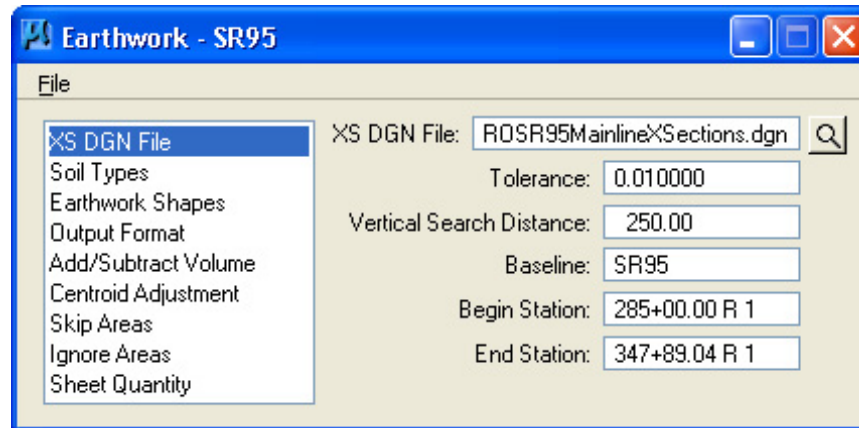 Earthwork - SR95
File
XS DGN File
Soil Types
Earthwork Shapes
Output Format
Add/Subtract Volume
Centroid Adjustment
Skip Areas
Ignore Areas
Sheet Quantity
XS DGN File: ROSR95MainlineXSections.dgn
Tolerance: 0.010000
Vertical Search Distance: 250.00
Baseline: SR95
Begin Station: 285+00.00 R 1
End Station: 347+89.04 R 1